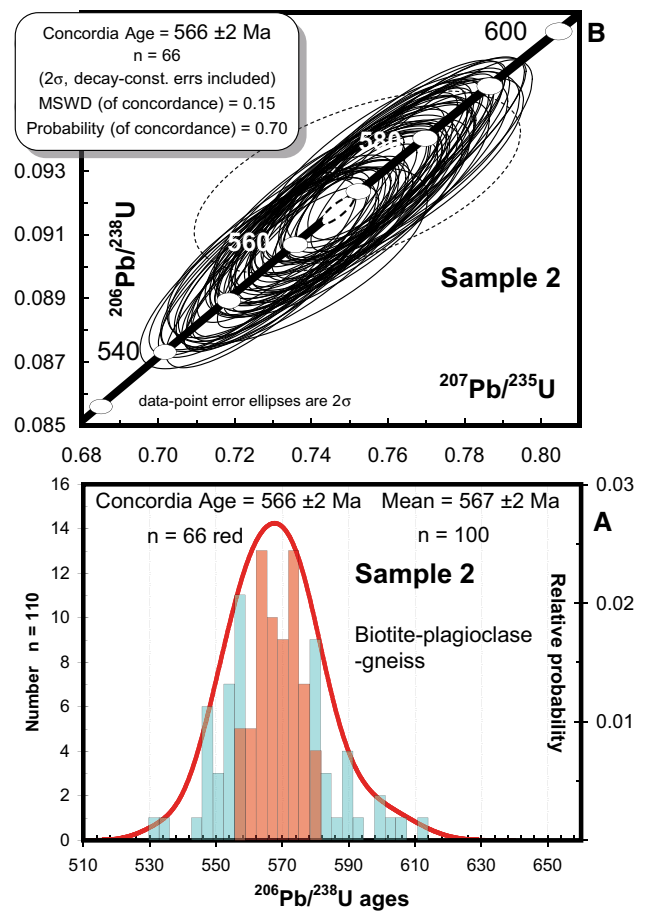 Concordia Age = 566 ±2 Ma
n = 66
(2σ, decay-const. errs included)
MSWD (of concordance) = 0.15
Probability (of concordance) = 0.70
600
B
580
0.093
0.091
560
206Pb/238U
Sample 2
0.089
0.087
540
207Pb/235U
data-point error ellipses are 2σ
0.085
0.68 0.70 0.72 0.74 0.76 0.78 0.80
16
0.03
Concordia Age = 566 ±2 Ma Mean = 567 ±2 Ma
A
14
n = 66 red n = 100
12
Sample 2
10
0.02
Biotite-plagioclase
-gneiss
8
Number n = 110
Relative probability
6
0.01
4
2
0
510 530 550 570 590 610 630 650
206Pb/238U ages